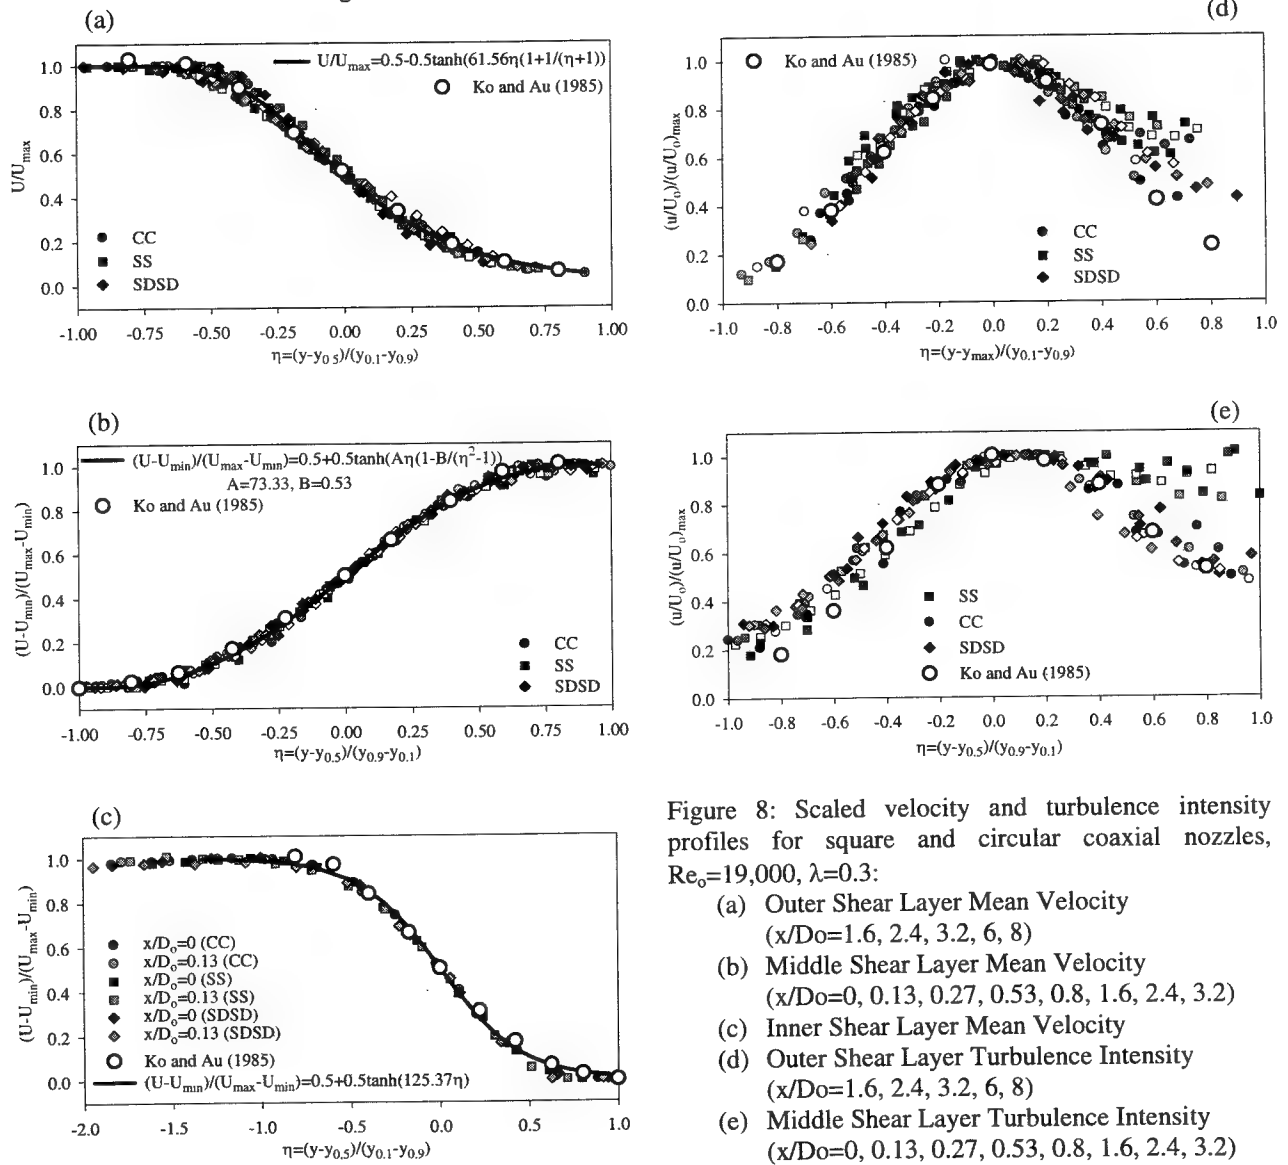 (a)
U/Umax=0.5-0.5tanh(61.56η(1+1/(η+1))
Ko and Au (1985)
U/Umax
1.0
0.8
0.6
0.4
0.2
0.0
CC
SS
SDSD
-1.00 -0.75 -0.50 -0.25 0.00 0.25 0.50 0.75 1.00
η=(y-y0.5)/(y0.1-y0.9)
(b)
(U-Umin)/(Umax-Umin)=0.5+0.5tanh(Aη(1-B/(η²-1))
A=73.33, B=0.53
Ko and Au (1985)
(U-Umin)/(Umax-Umin)
1.0
0.8
0.6
0.4
0.2
0.0
CC
SS
SDSD
-1.00 -0.75 -0.50 -0.25 0.00 0.25 0.50 0.75 1.00
η=(y-y0.5)/(y0.9-y0.1)
(c)
(U-Umin)/(Umax-Umin)
1.0
0.8
0.6
0.4
0.2
0.0
x/Do=0 (CC)
x/Do=0.13 (CC)
x/Do=0 (SS)
x/Do=0.13 (SS)
x/Do=0 (SDSD)
x/Do=0.13 (SDSD)
Ko and Au (1985)
(U-Umin)/(Umax-Umin)=0.5+0.5tanh(125.37η)
-2.0 -1.5 -1.0 -0.5 0.0 0.5 1.0
η=(y-y0.5)/(y0.1-y0.9)
(d)
Ko and Au (1985)
(u/Uo)/(u/Uo)max
1.0
0.8
0.6
0.4
0.2
0.0
CC
SS
SDSD
-1.0 -0.8 -0.6 -0.4 -0.2 0.0 0.2 0.4 0.6 0.8 1.0
η=(y-ymax)/(y0.1-y0.9)
(e)
(u/Uo)/(u/Uo)max
1.0
0.8
0.6
0.4
0.2
0.0
SS
CC
SDSD
Ko and Au (1985)
-1.0 -0.8 -0.6 -0.4 -0.2 0.0 0.2 0.4 0.6 0.8 1.0
η=(y-y0.5)/(y0.9-y0.1)
Figure 8: Scaled velocity and turbulence intensity
profiles for square and circular coaxial nozzles,
Reo=19,000, λ=0.3:
(a) Outer Shear Layer Mean Velocity
(x/Do=1.6, 2.4, 3.2, 6, 8)
(b) Middle Shear Layer Mean Velocity
(x/Do=0, 0.13, 0.27, 0.53, 0.8, 1.6, 2.4, 3.2)
(c) Inner Shear Layer Mean Velocity
(d) Outer Shear Layer Turbulence Intensity
(x/Do=1.6, 2.4, 3.2, 6, 8)
(e) Middle Shear Layer Turbulence Intensity
(x/Do=0, 0.13, 0.27, 0.53, 0.8, 1.6, 2.4, 3.2)